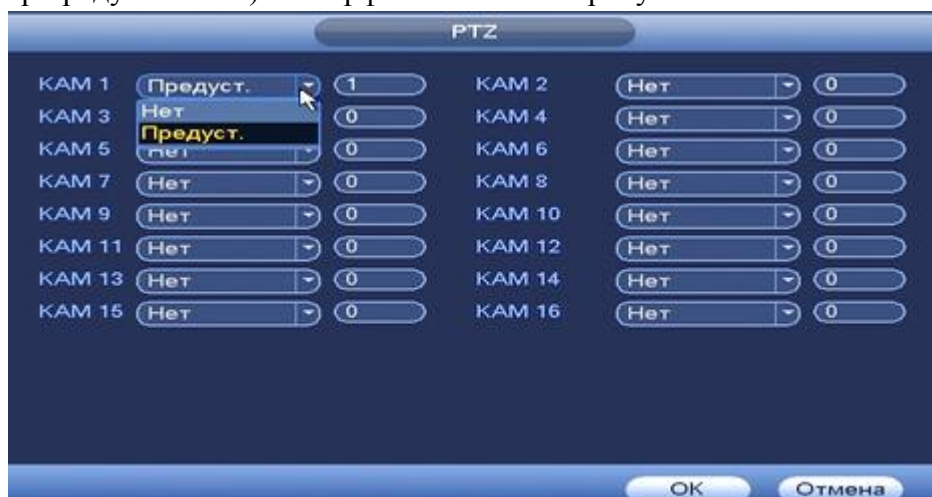 PTZ
КАМ 1 Предуст. 1 КАМ 2 Нет 0
Нет
Предуст.
КАМ 3 0 КАМ 4 Нет 0
КАМ 5 Нет 0 КАМ 6 Нет 0
КАМ 7 Нет 0 КАМ 8 Нет 0
КАМ 9 Нет 0 КАМ 10 Нет 0
КАМ 11 Нет 0 КАМ 12 Нет 0
КАМ 13 Нет 0 КАМ 14 Нет 0
КАМ 15 Нет 0 КАМ 16 Нет 0
OK Отмена